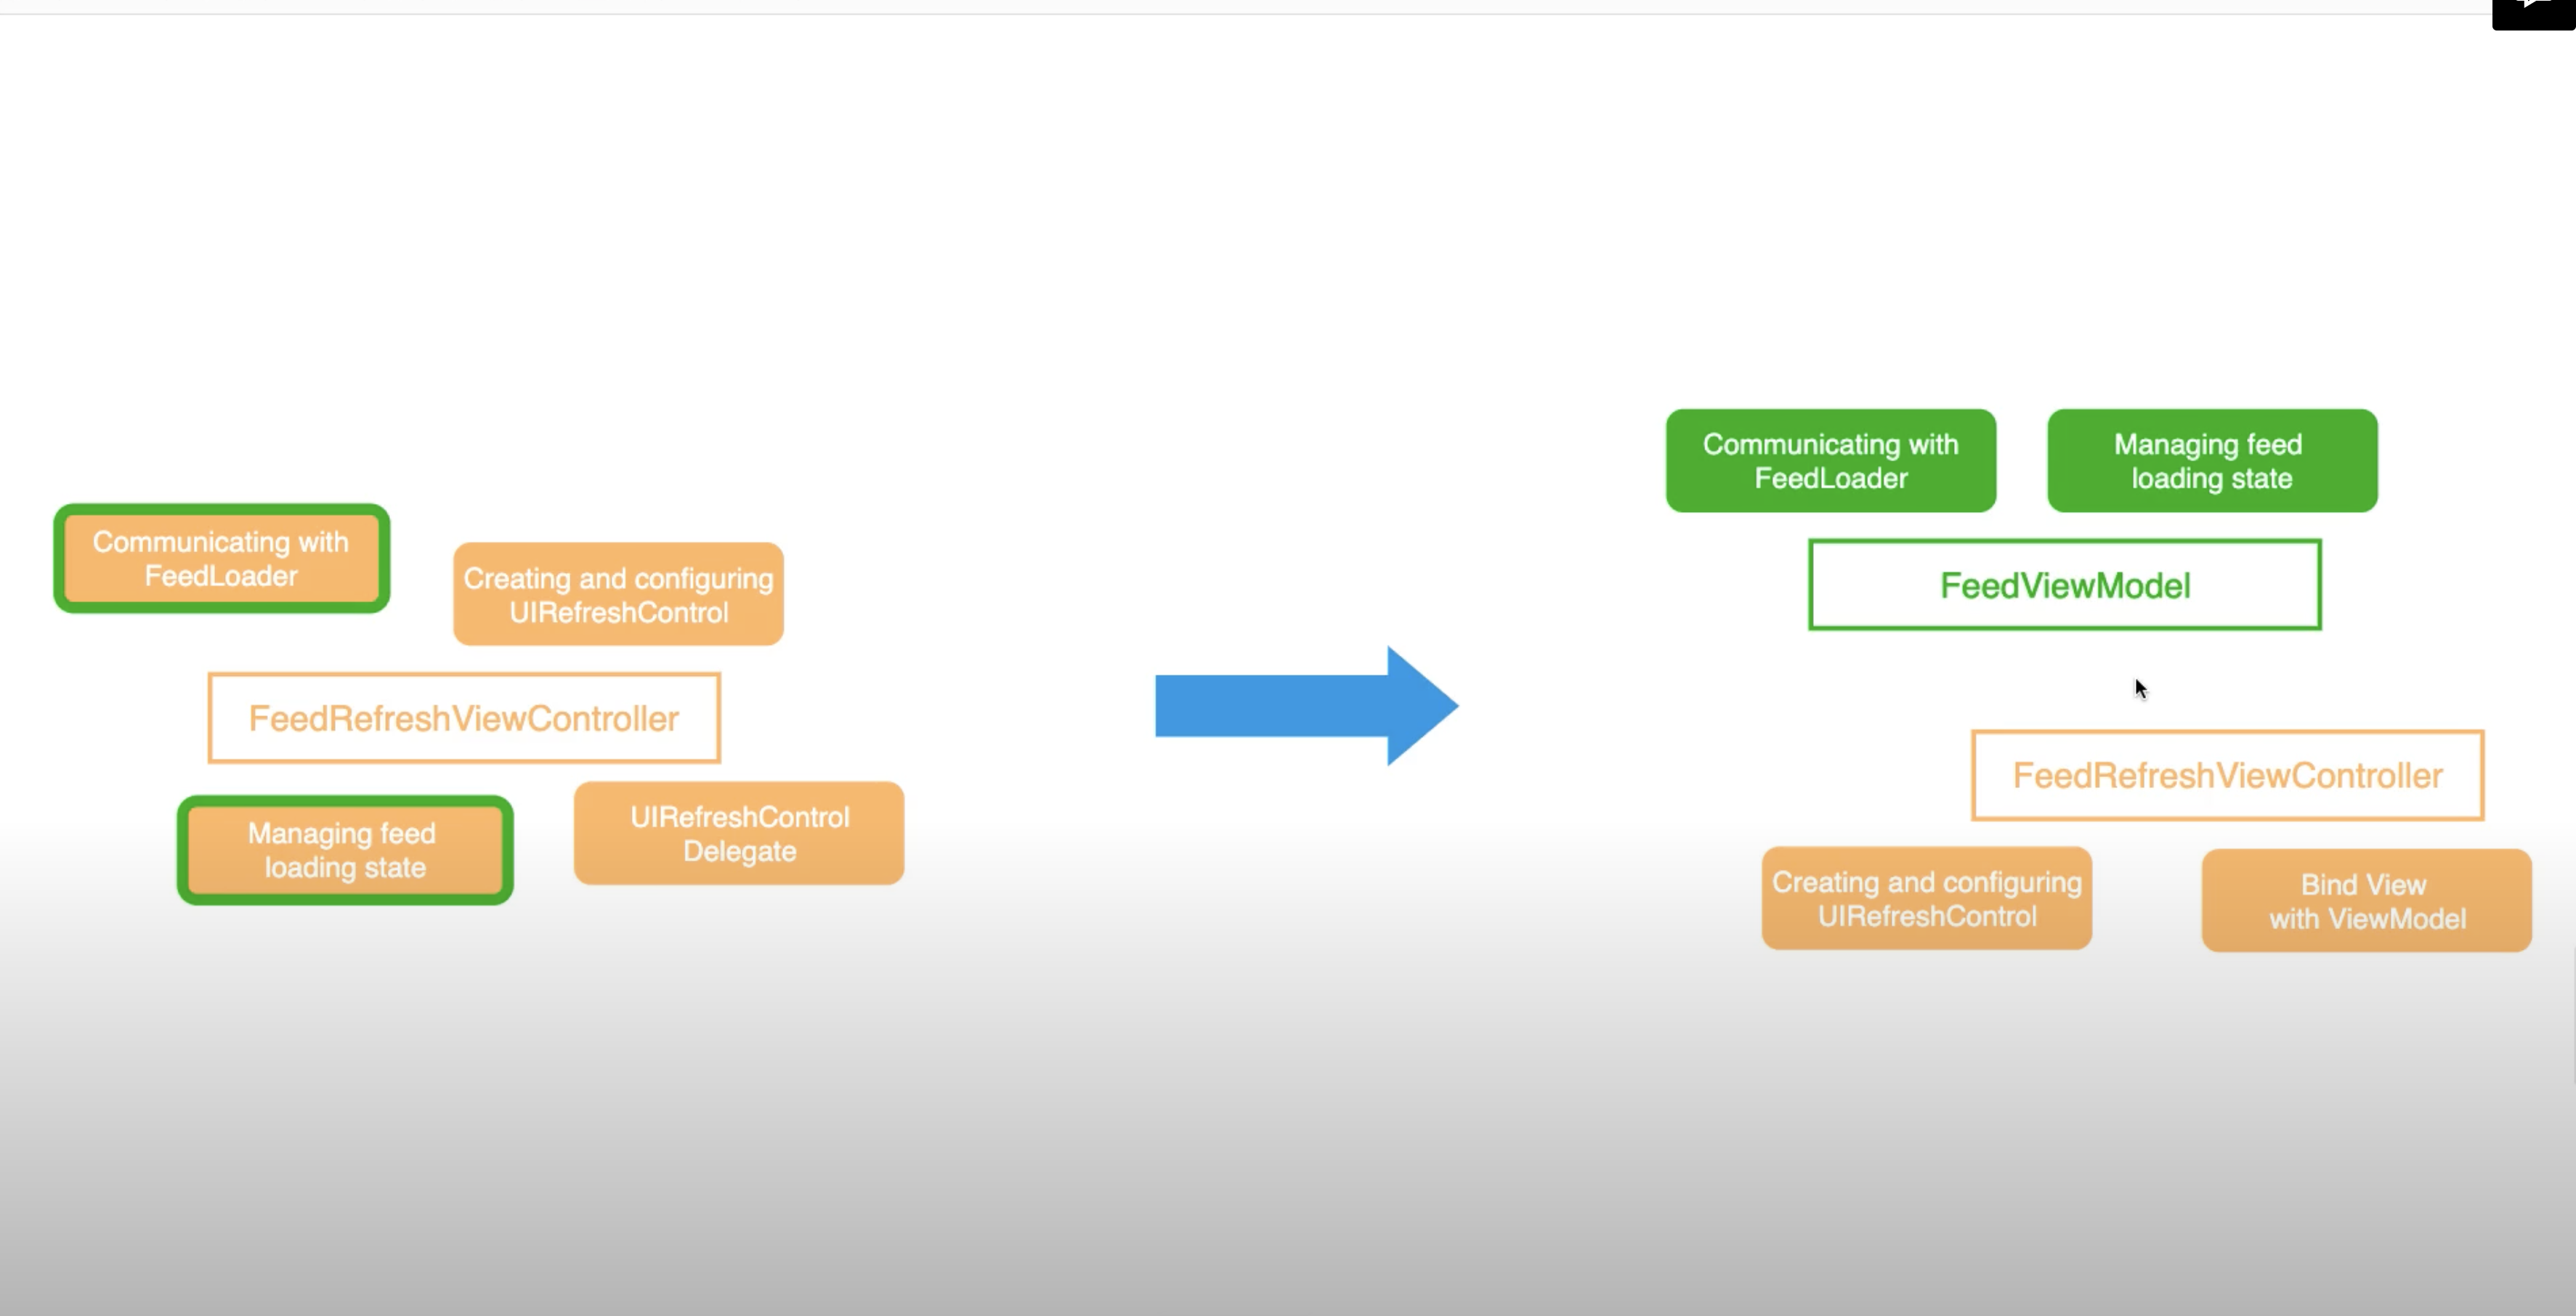 Communicating with
FeedLoader
Creating and configuring
UIRefreshControl
FeedRefreshViewController
Managing feed
loading state
UIRefreshControl
Delegate
Communicating with
FeedLoader
Managing feed
loading state
FeedViewModel
FeedRefreshViewController
Creating and configuring
UIRefreshControl
Bind View
with ViewModel